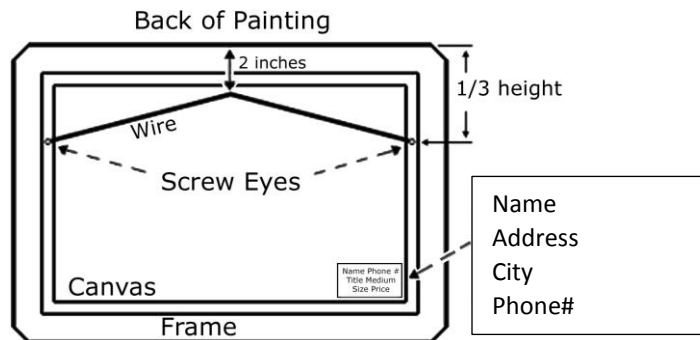 Back of Painting
2 inches
1/3 height
Wire
Screw Eyes
Name
Address
City
Phone#
Name Phone #
Title Medium
Size Price
Canvas
Frame